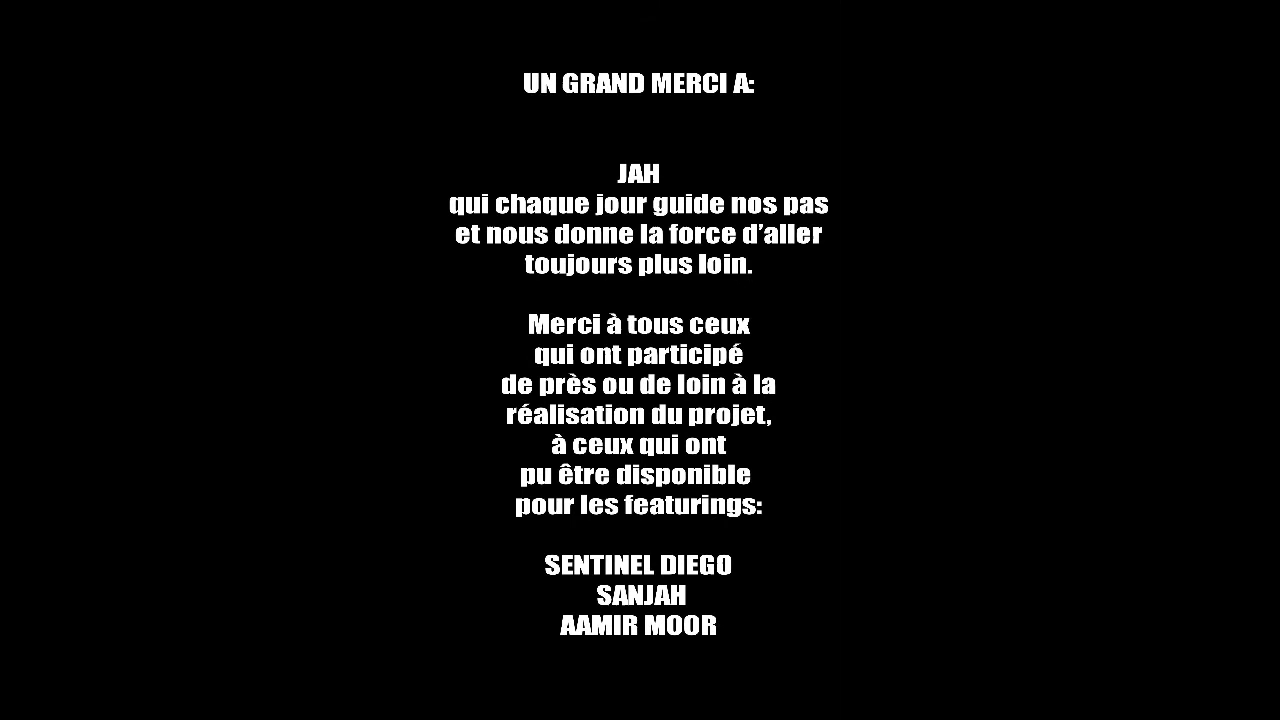 UN GRAND MERCI A:
JAH
qui chaque jour guide nos pas
et nous donne la force d’aller
toujours plus loin.
Merci à tous ceux
qui ont participé
de près ou de loin à la
réalisation du projet,
à ceux qui ont
pu être disponible
pour les featurings:
SENTINEL DIEGO
SANJAH
AAMIR MOOR